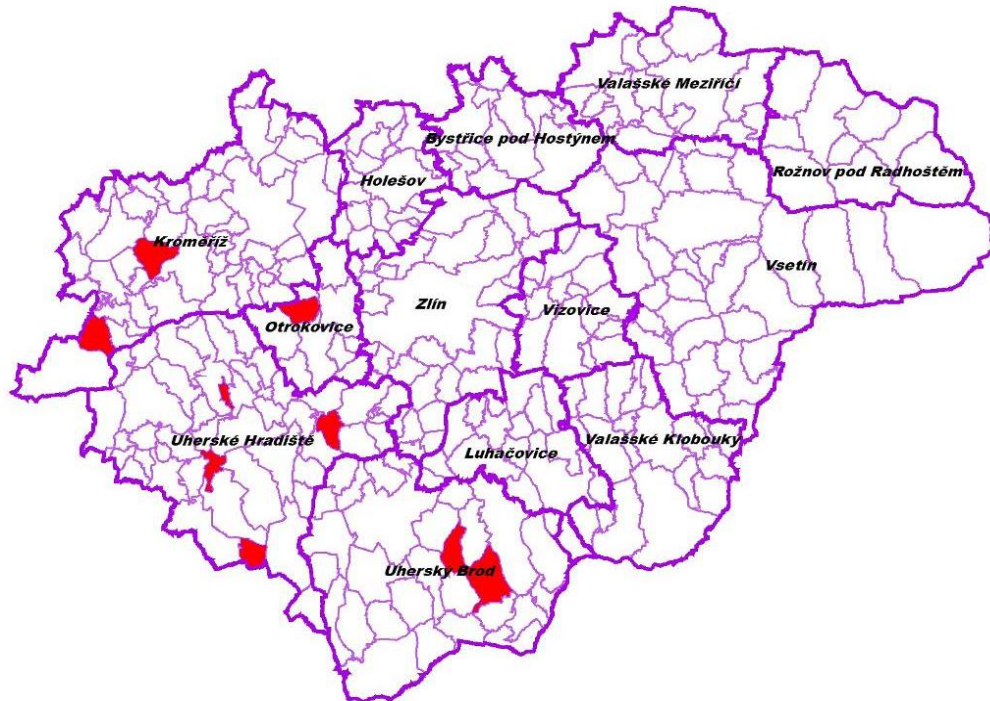 Valašské Meziříčí
Bystřice pod Hostýnem
Rožnov pod Radhoštěm
Holešov
Kroměříž
Vsetín
Zlín
Vizovice
Otrokovice
Uherské Hradiště
Valašské Klobouky
Luhačovice
Uherský Brod